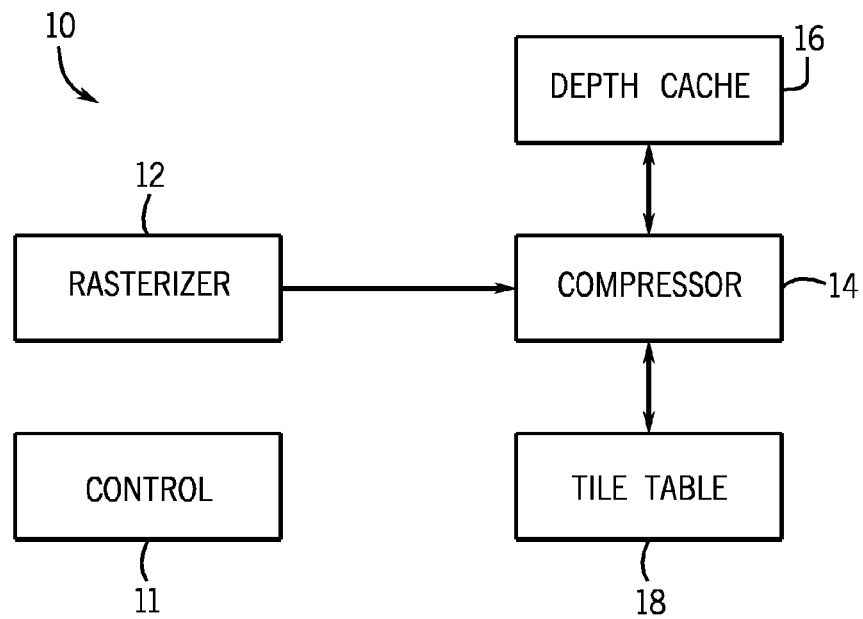 10
16
DEPTH CACHE
12
RASTERIZER
COMPRESSOR
14
CONTROL
TILE TABLE
11
18